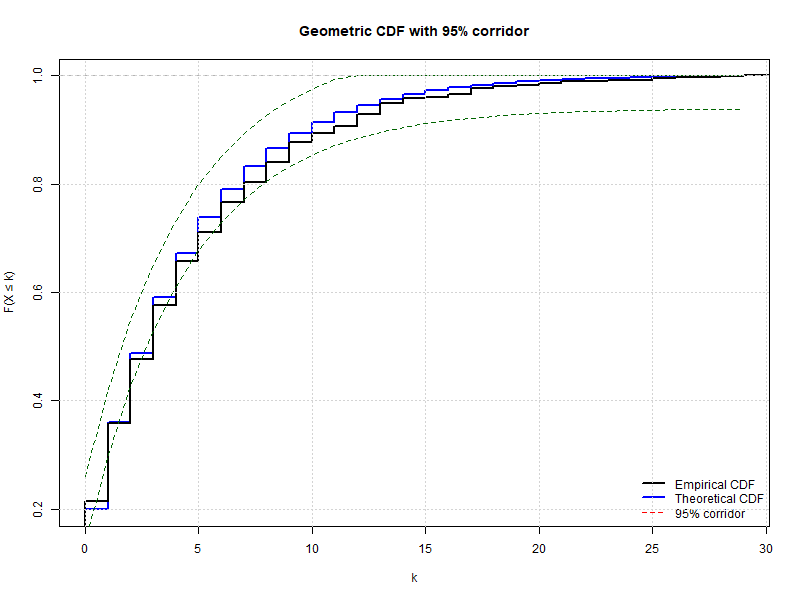 Geometric CDF with 95% corridor
F(X ≤ k)
1.0
0.8
0.6
0.4
0.2
Empirical CDF
Theoretical CDF
95% corridor
0 5 10 15 20 25 30
k